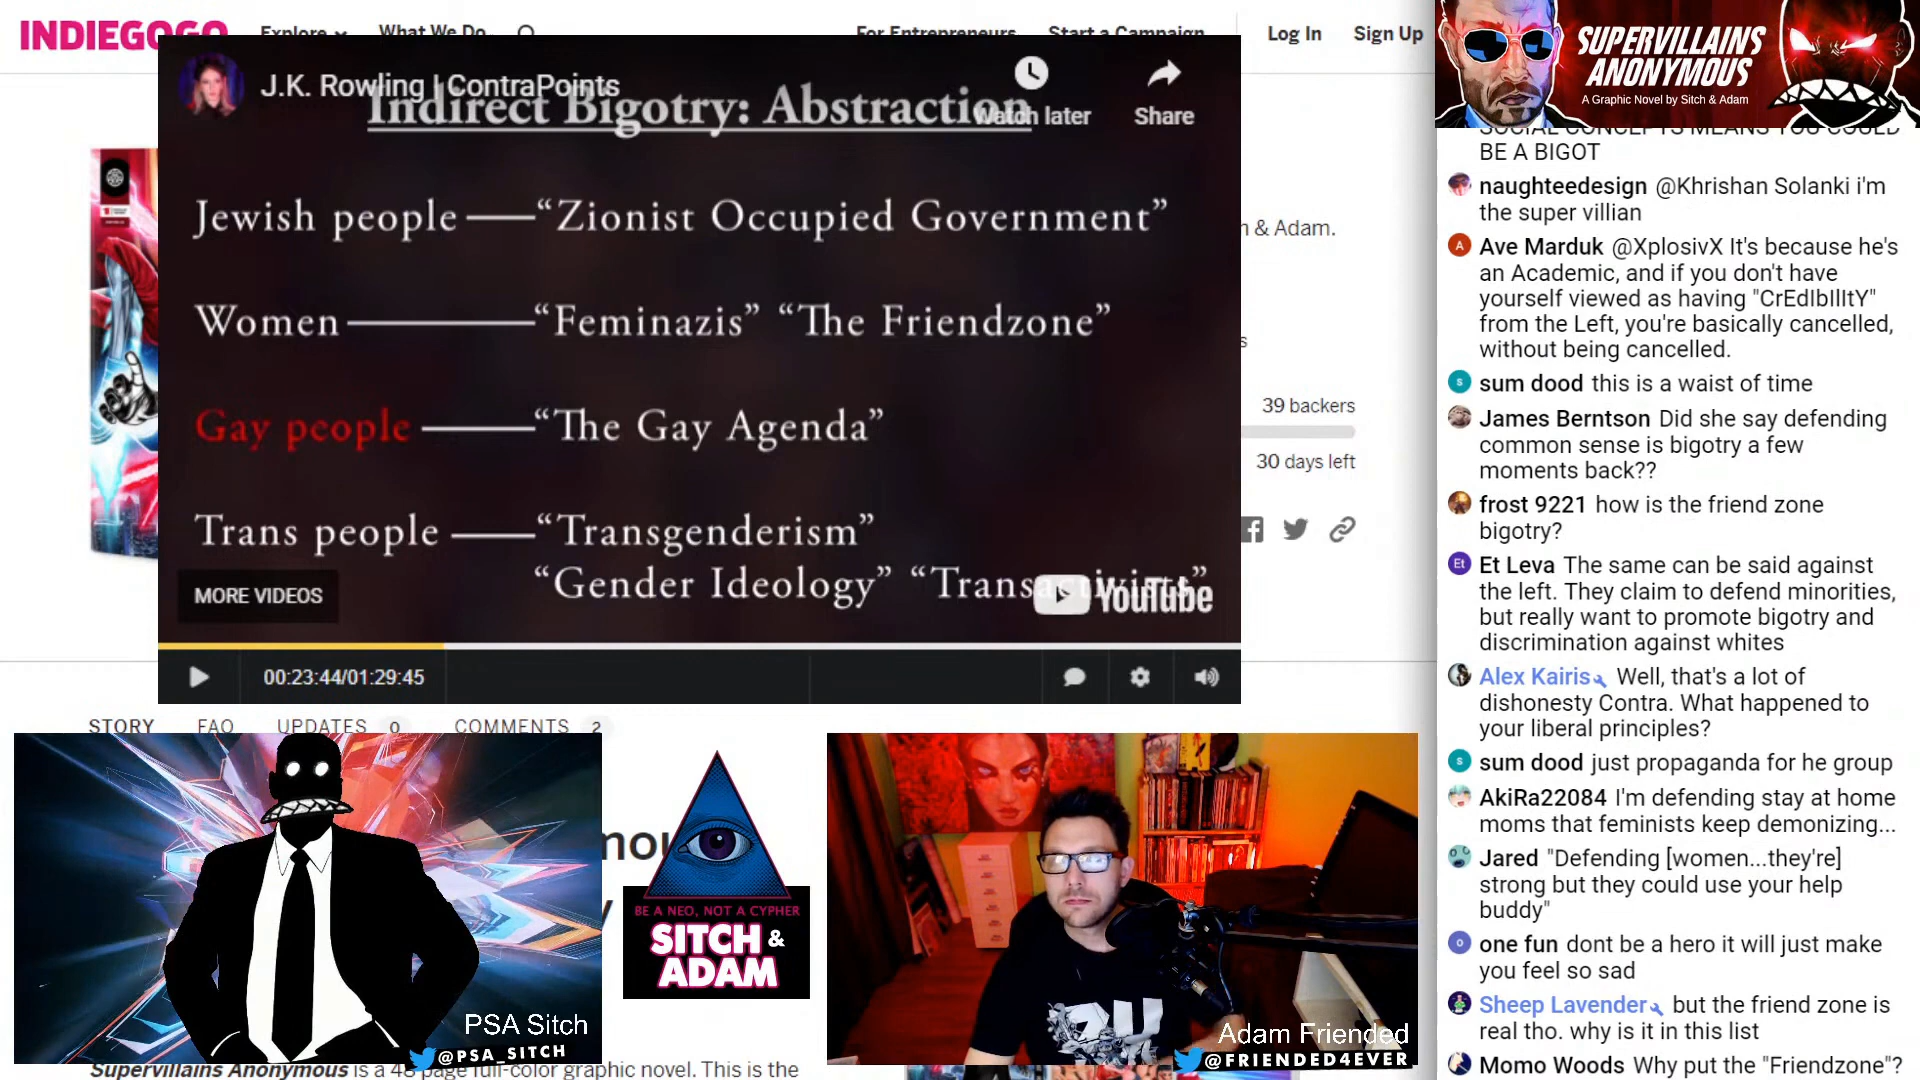 INDIEGOGO
Explore
What We Do
For Entrepreneurs
Start a Campaign
Log In
Sign Up
J.K. Rowling | ContraPoints
Watch later
Share
Indirect Bigotry: Abstraction
Jewish people — “Zionist Occupied Government”
Women — “Feminazis” “The Friendzone”
Gay people — “The Gay Agenda”
Trans people — “Transgenderism”
“Gender Ideology” “Transactivists”
MORE VIDEOS
YouTube
00:23:44/01:29:45
& Adam.
39 backers
30 days left
STORY
FAQ
UPDATES 0
COMMENTS 2
PSA Sitch
@PSA_SITCH
BE A NEO, NOT A CYPHER
SITCH &
ADAM
Adam Friended
@FRIENDED4EVER
Supervillains Anonymous is a 48 page full-color graphic novel. This is the
SUPERVILLAINS
ANONYMOUS
A Graphic Novel by Sitch & Adam
SOCIAL CONCEPTS MEANS YOU COULD
BE A BIGOT
naughteedesign @Khrishan Solanki i'm
the super villian
A
Ave Marduk @XplosivX It's because he's
an Academic, and if you don't have
yourself viewed as having "CrEdIbIlItY"
from the Left, you're basically cancelled,
without being cancelled.
s
sum dood this is a waist of time
James Berntson Did she say defending
common sense is bigotry a few
moments back??
frost 9221 how is the friend zone
bigotry?
Et
Et Leva The same can be said against
the left. They claim to defend minorities,
but really want to promote bigotry and
discrimination against whites
Alex Kairis Well, that's a lot of
dishonesty Contra. What happened to
your liberal principles?
s
sum dood just propaganda for he group
AkiRa22084 I'm defending stay at home
moms that feminists keep demonizing...
Jared "Defending [women...they're]
strong but they could use your help
buddy"
o
one fun dont be a hero it will just make
you feel so sad
Sheep Lavender but the friend zone is
real tho. why is it in this list
Momo Woods Why put the "Friendzone"?